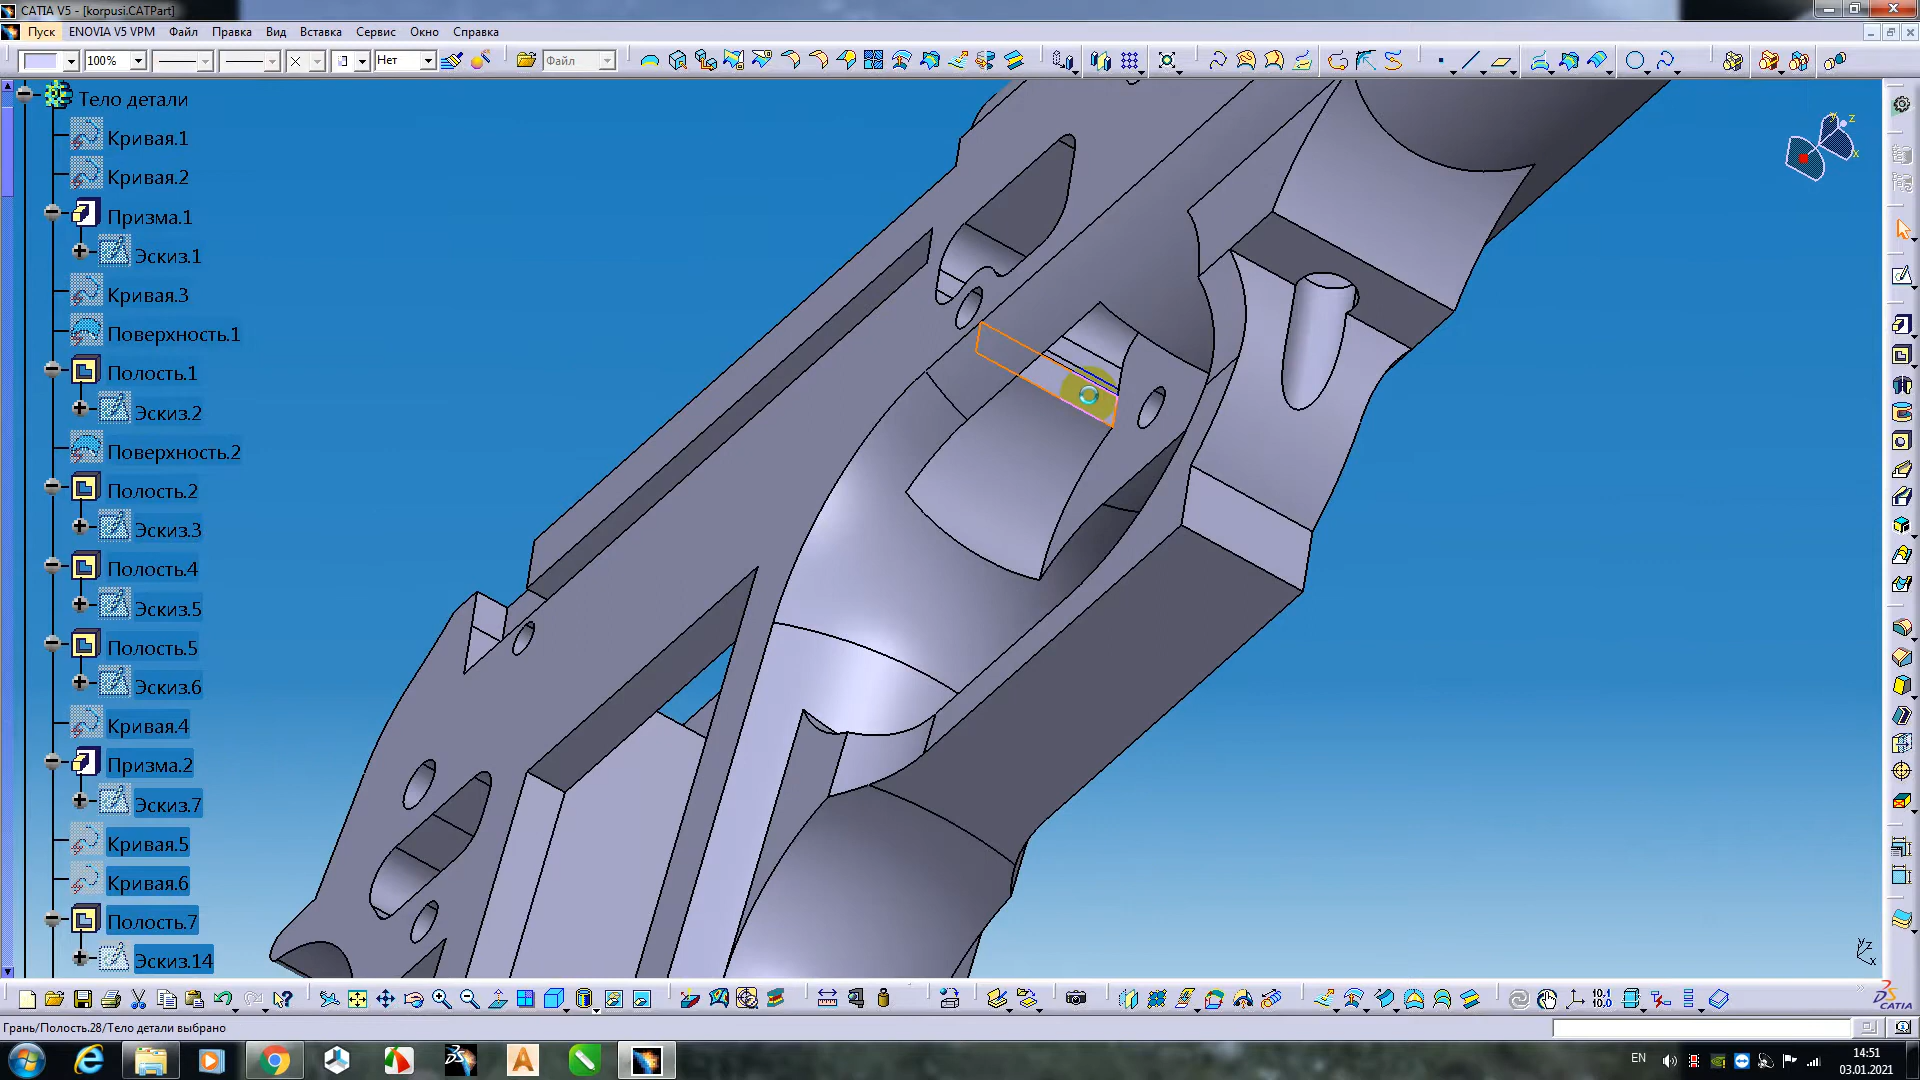 CATIA V5 - [korpusi.CATPart]
Пуск ENOVIA V5 VPM Файл Правка Вид Вставка Сервис Окно Справка
100% Нет Файл
Тело детали
Кривая.1
Кривая.2
Призма.1
Эскиз.1
Кривая.3
Поверхность.1
Полость.1
Эскиз.2
Поверхность.2
Полость.2
Эскиз.3
Полость.4
Эскиз.5
Полость.5
Эскиз.6
Кривая.4
Призма.2
Эскиз.7
Кривая.5
Кривая.6
Полость.7
Эскиз.14
Грань/Полость.28/Тело детали выбрано
CATIA
EN
14:51
03.01.2021